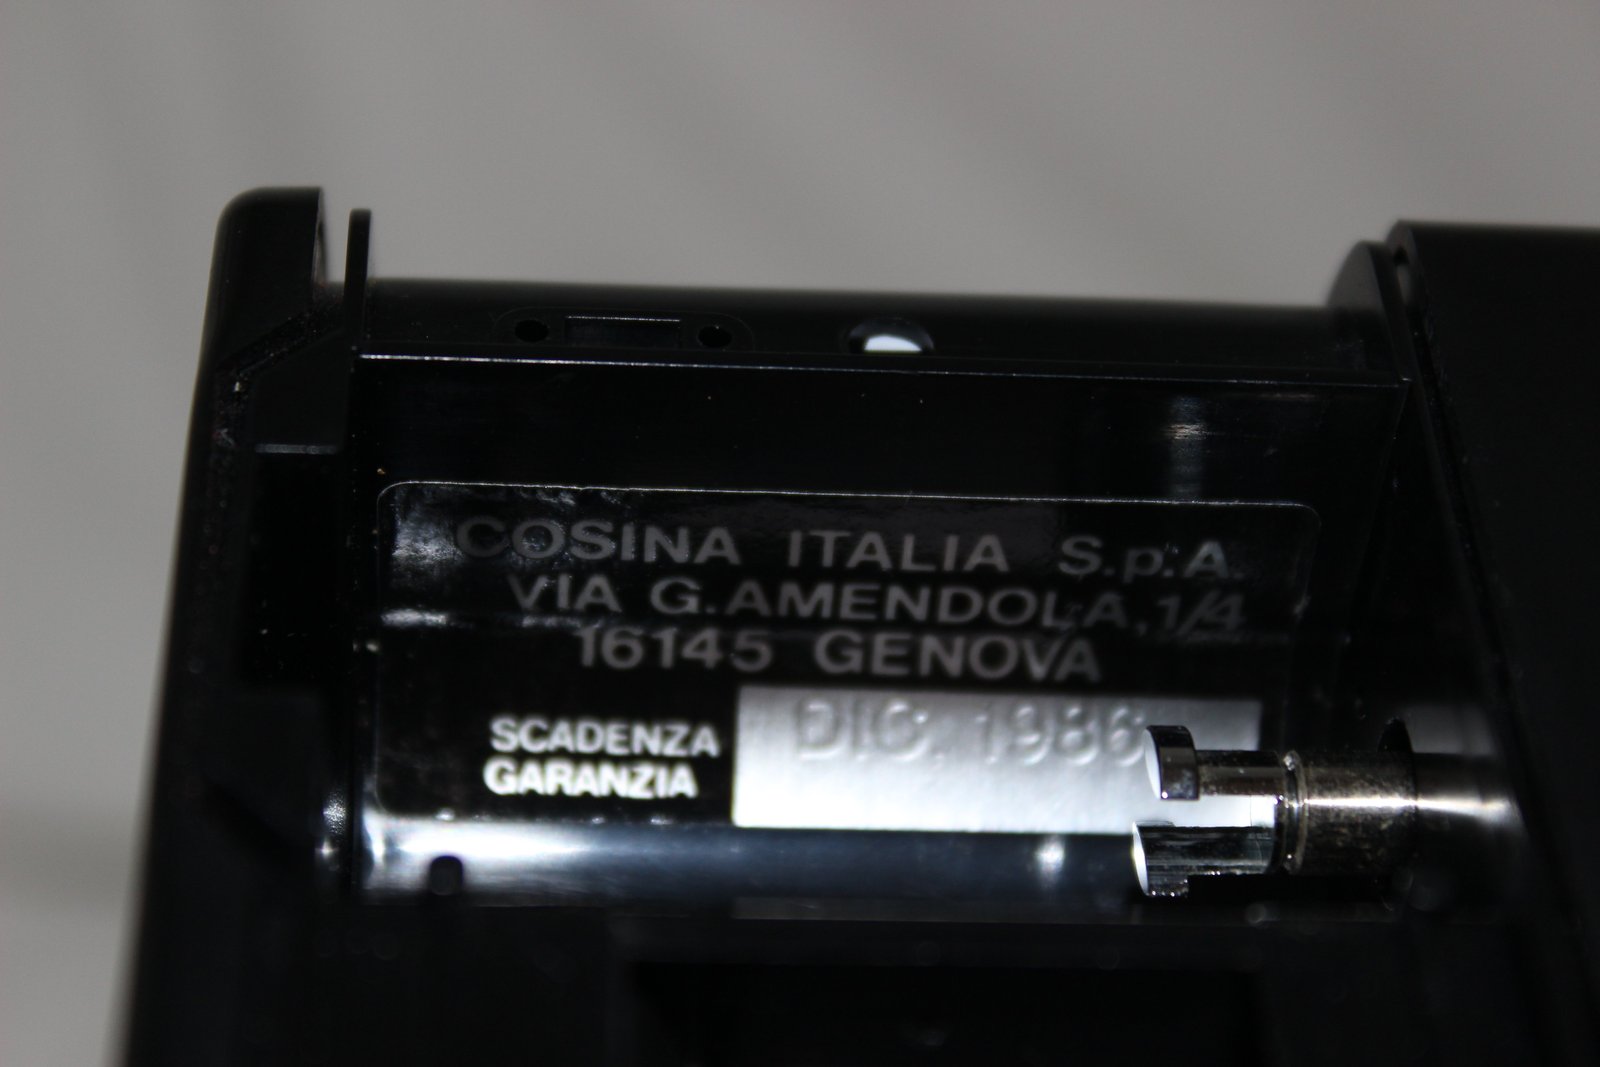 COSINA ITALIA S.p.A.
VIA G. AMENDOLA, 1/4
16145 GENOVA
SCADENZA GARANZIA
DIC. 1986